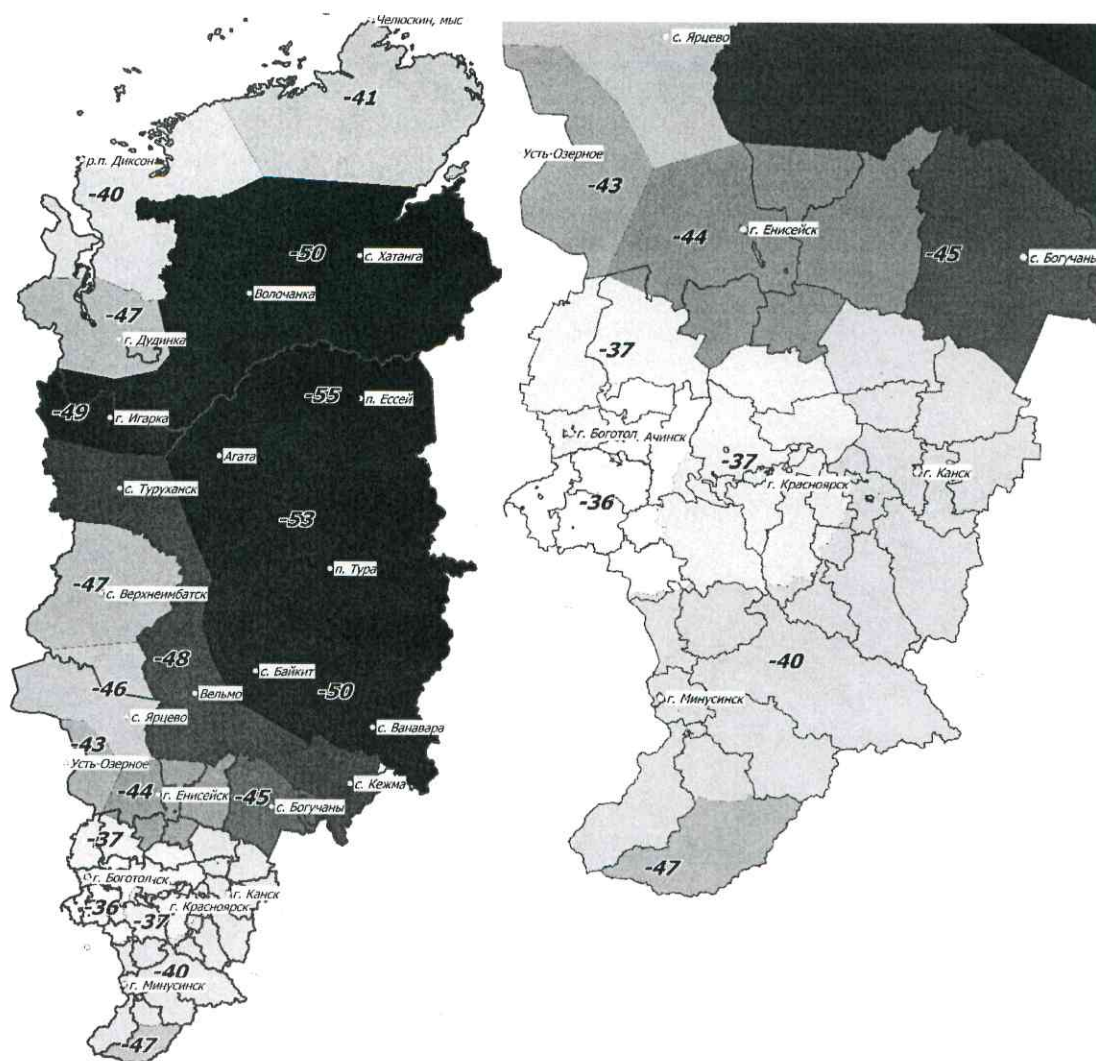 Челюскин, мыс
-41
р.п. Диксон
-40
-50
с. Хатанга
Волочанка
-47
г. Дудинка
-55
п. Ессей
-49
г. Игарка
Агата
с. Туруханск
-53
п. Тура
-47
с. Верхнеимбатск
-48
с. Байкит
-46
Вельмо
-50
с. Ярцево
с. Ванавара
-43
Усть-Озерное
с. Кежма
-44
г. Енисейск
-45
с. Богучаны
-37
г. Боготол
нск
г. Канск
-36
г. Красноярск
-37
-40
г. Минусинск
-47
с. Ярцево
Усть-Озерное
-43
-44
г. Енисейск
-45
с. Богучаны
-37
г. Боготол
Ачинск
-37
г. Канск
г. Красноярск
-36
-40
г. Минусинск
-47